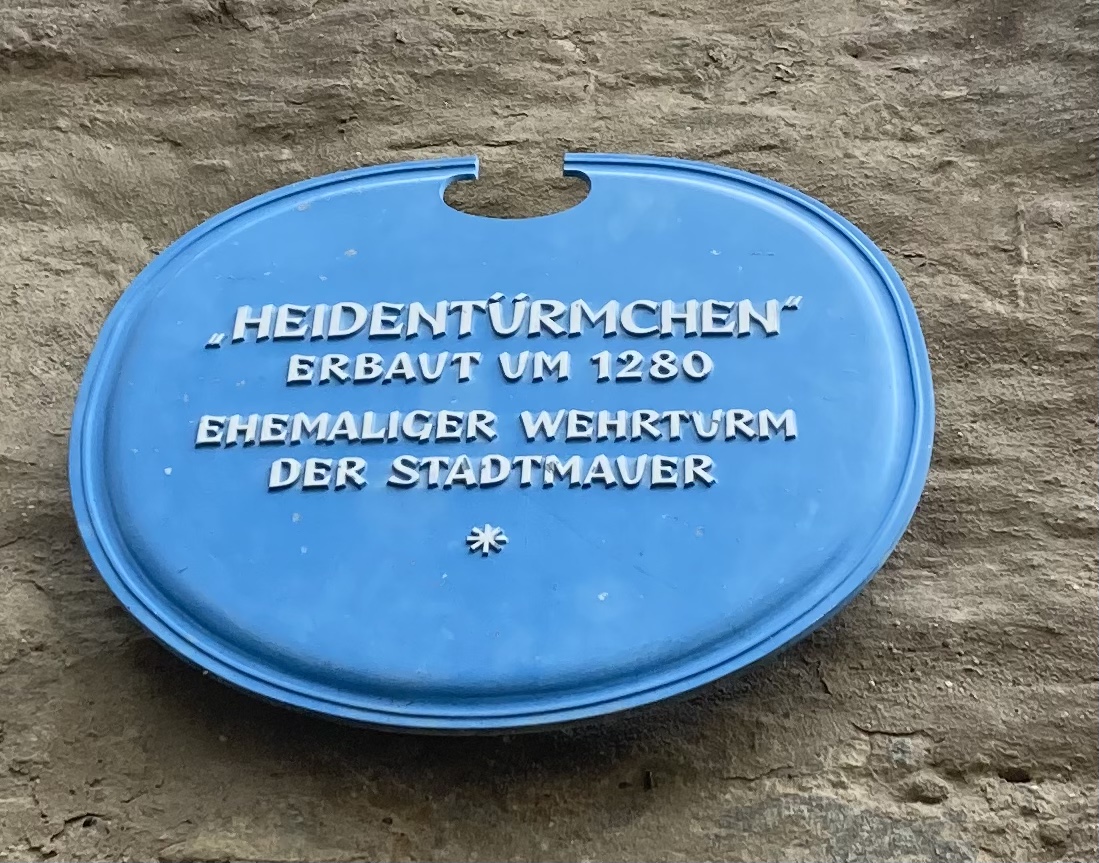 „HEIDENTÜRMCHEN“
ERBAUT UM 1280
EHEMALIGER WEHRTURM
DER STADTMAUER
*